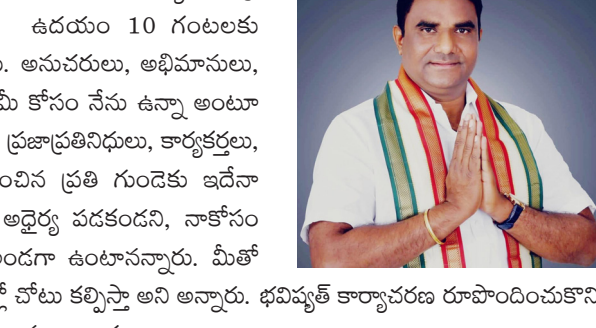 ఉదయం 10 గంటలకు
అనుచరులు, అభిమానులు,
మీ కోసం నేను ఉన్నా అంటూ
ప్రజాప్రతినిధులు, కార్యకర్తలు,
ప్రతి గుండెకు ఇదేనా
అధైర్య పడకండని, నాకోసం
ఉంటానన్నారు. మీతో
చోటు కల్పిస్తా అని అన్నారు. భవిష్యత్ కార్యాచరణ రూపొందించుకొని